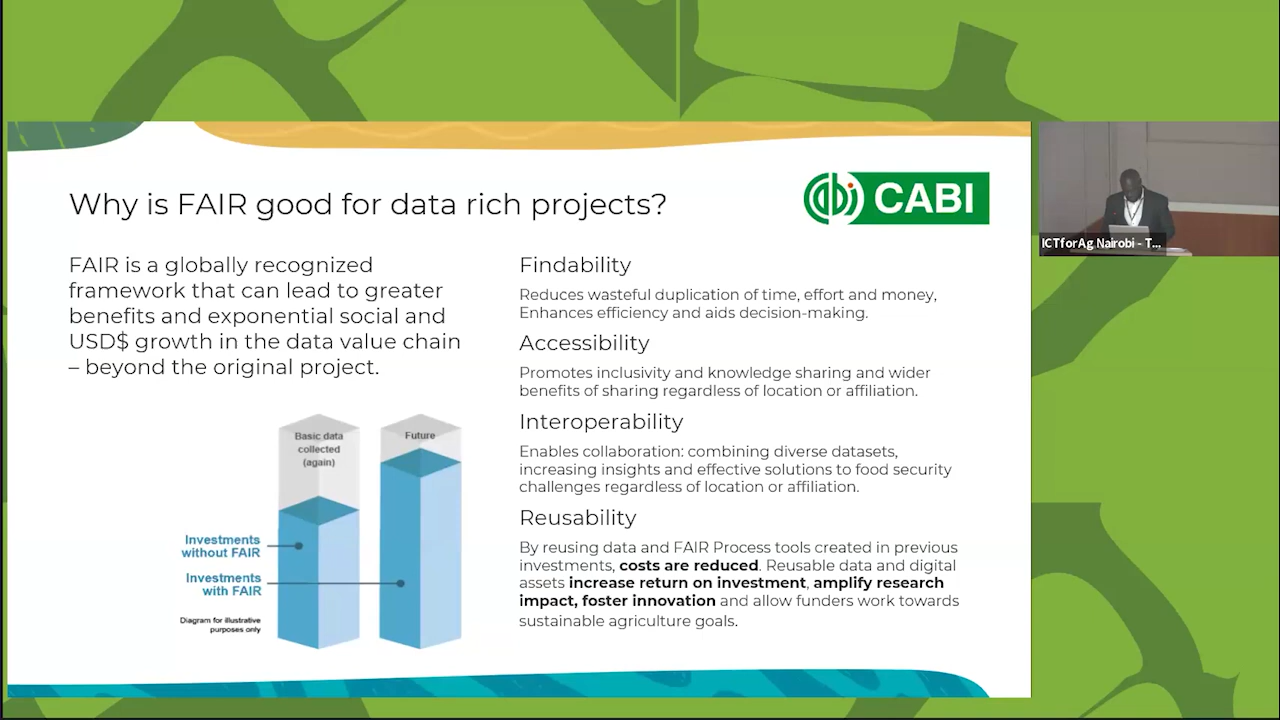 Why is FAIR good for data rich projects?
CABI
FAIR is a globally recognized
framework that can lead to greater
benefits and exponential social and
USD$ growth in the data value chain
– beyond the original project.
Basic data
collected
(again)
Future
Investments
without FAIR
Investments
with FAIR
Diagram for illustrative
purposes only
Findability
Reduces wasteful duplication of time, effort and money,
Enhances efficiency and aids decision-making.
Accessibility
Promotes inclusivity and knowledge sharing and wider
benefits of sharing regardless of location or affiliation.
Interoperability
Enables collaboration: combining diverse datasets,
increasing insights and effective solutions to food security
challenges regardless of location or affiliation.
Reusability
By reusing data and FAIR Process tools created in previous
investments, costs are reduced. Reusable data and digital
assets increase return on investment, amplify research
impact, foster innovation and allow funders work towards
sustainable agriculture goals.
ICTforAg Nairobi - T...